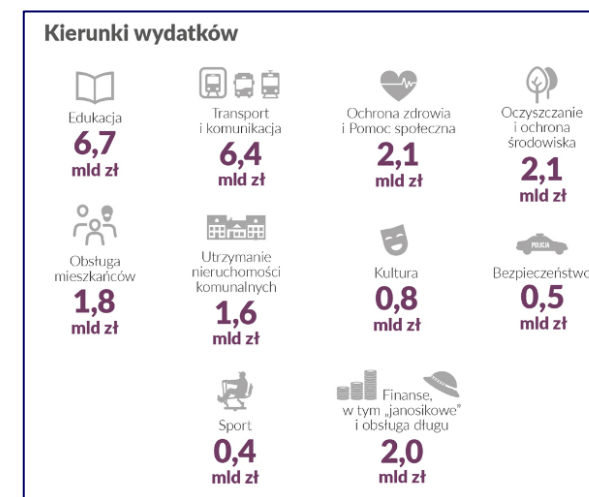 Kierunki wydatków
Edukacja
6,7
mld zł
Transport
i komunikacja
6,4
mld zł
Ochrona zdrowia
i Pomoc społeczna
2,1
mld zł
Oczyszczanie
i ochrona
środowiska
2,1
mld zł
Obsługa
mieszkańców
1,8
mld zł
Utrzymanie
nieruchomości
komunalnych
1,6
mld zł
Kultura
0,8
mld zł
POLICJA
Bezpieczeństwo
0,5
mld zł
Sport
0,4
mld zł
Finanse,
w tym „janosikowe”
i obsługa długu
2,0
mld zł